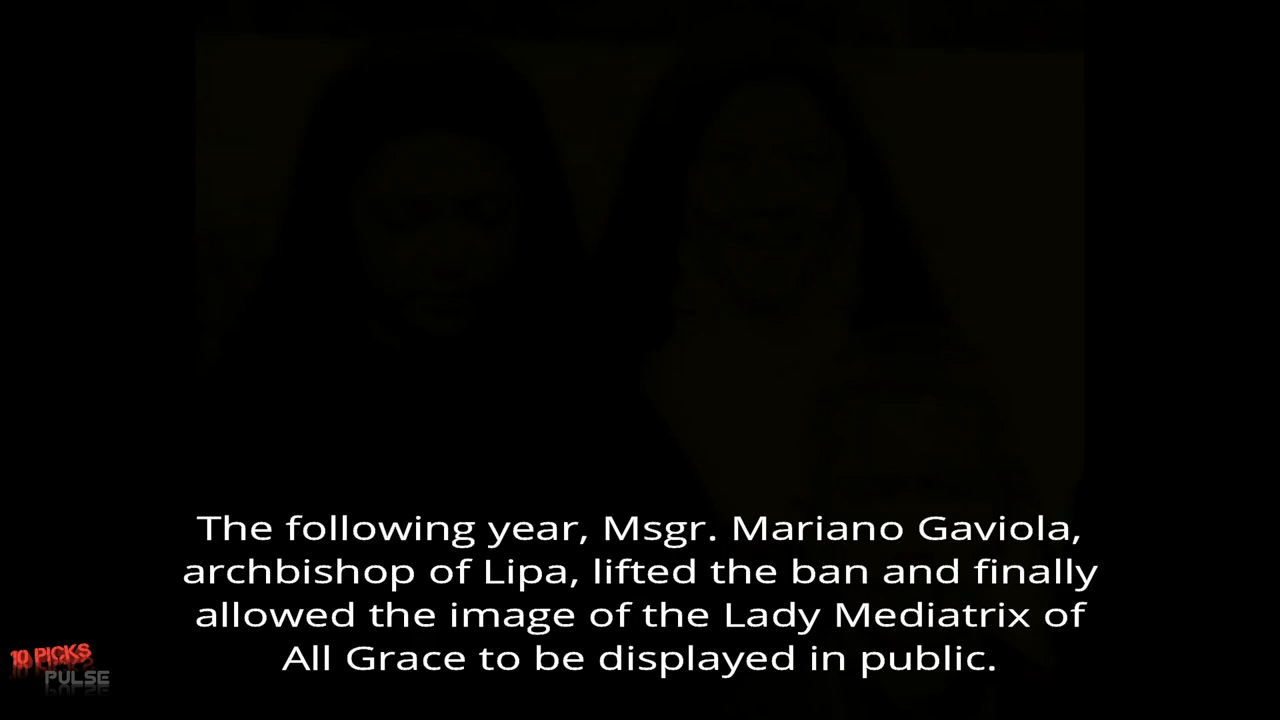 The following year, Msgr. Mariano Gaviola,
archbishop of Lipa, lifted the ban and finally
allowed the image of the Lady Mediatrix of
All Grace to be displayed in public.
10 PICKS
PULSE